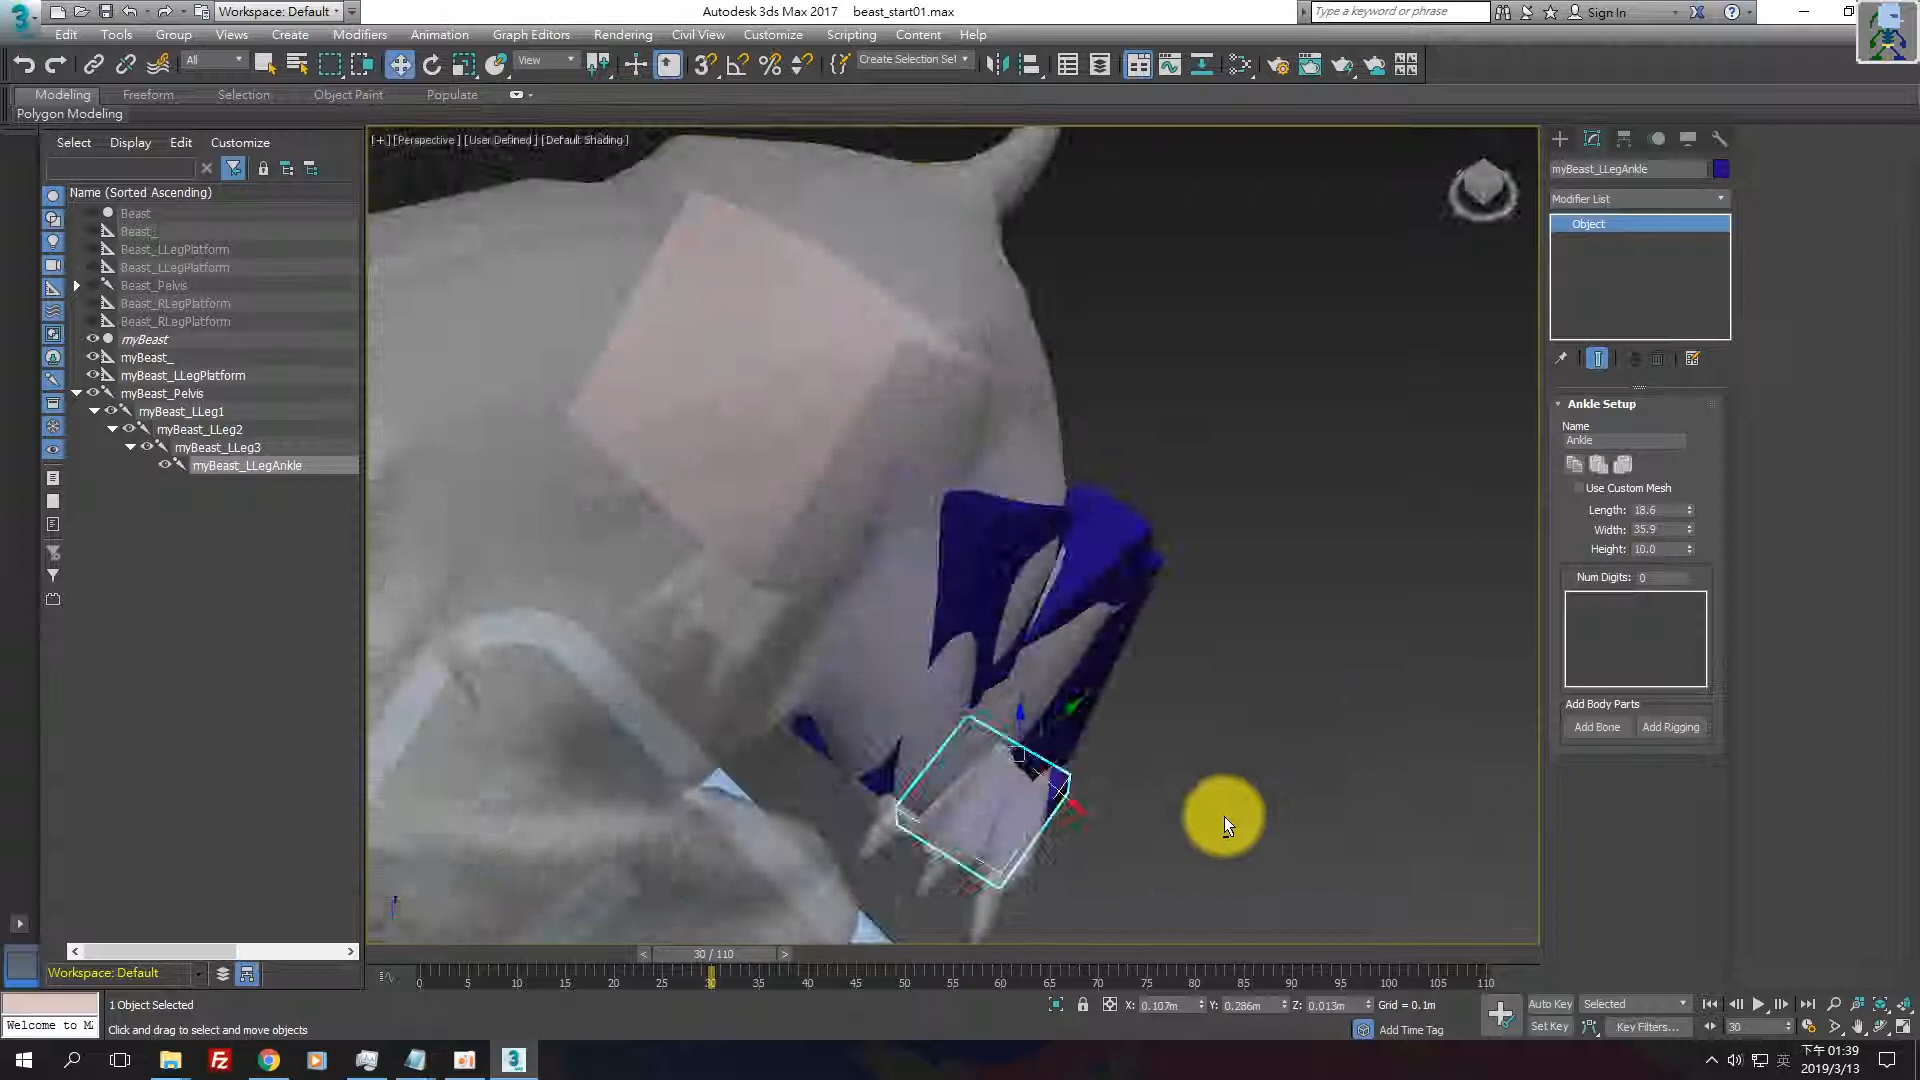 Workspace: Default
Autodesk 3ds Max 2017
beast_start01.max
Type a keyword or phrase
Sign In
Edit Tools Group Views Create Modifiers Animation Graph Editors Rendering Civil View Customize Scripting Content Help
All
View
Create Selection Sel
Modeling Freeform Selection Object Paint Populate
Polygon Modeling
Select Display Edit Customize
Name (Sorted Ascending)
Beast
Beast_
Beast_LLegPlatform
Beast_LLegPlatform
Beast_Pelvis
Beast_RLegPlatform
Beast_RLegPlatform
myBeast
myBeast_
myBeast_LLegPlatform
myBeast_Pelvis
myBeast_LLeg1
myBeast_LLeg2
myBeast_LLeg3
myBeast_LLegAnkle
[+] [Perspective] [User Defined] [Default Shading]
myBeast_LLegAnkle
Modifier List
Object
Ankle Setup
Name
Ankle
Use Custom Mesh
Length: 18.6
Width: 35.9
Height: 10.0
Num Digits: 0
Add Body Parts
Add Bone Add Rigging
< 30 / 110 >
Workspace: Default
0 5 10 15 20 25 30 35 40 45 50 55 60 65 70 75 80 85 90 95 100 105 110
1 Object Selected
X: 0.107m Y: 0.286m Z: 0.013m Grid = 0.1m
Auto Key Selected
Welcome to M
Click and drag to select and move objects
Add Time Tag
Set Key Key Filters... 30
英
下午 01:39
2019/3/13